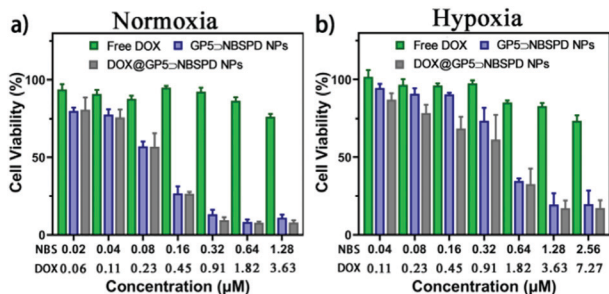 a) Normoxia
Free DOX GP5⊃NBSPD NPs
DOX@GP5⊃NBSPD NPs
Cell Viability (%)
100
50
0
NBS 0.02 0.04 0.08 0.16 0.32 0.64 1.28
DOX 0.06 0.11 0.23 0.45 0.91 1.82 3.63
Concentration (μM)
b) Hypoxia
Free DOX GP5⊃NBSPD NPs
DOX@GP5⊃NBSPD NPs
Cell Viability (%)
100
50
0
NBS 0.04 0.08 0.16 0.32 0.64 1.28 2.56
DOX 0.11 0.23 0.45 0.91 1.82 3.63 7.27
Concentration (μM)